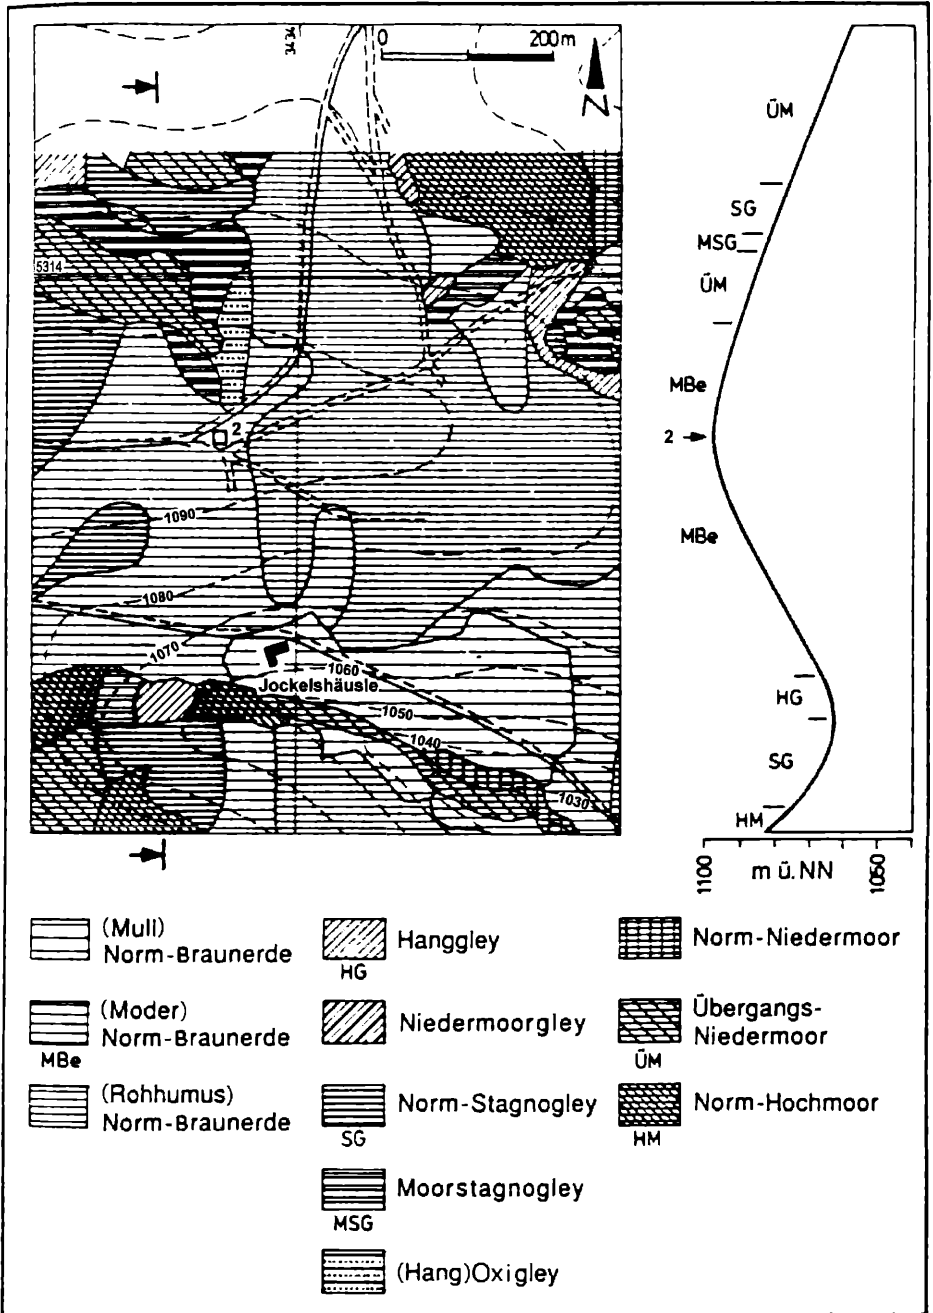 3434
0
200m
N
ÜM
SG
MSG
5314
ÜM
MBe
2
2
1090
MBe
1080
1070
1060
Jockelshäusle
HG
1050
1040
SG
1030
HM
1100
m ü.NN
1050
(Mull)
Norm-Braunerde
Hanggley
HG
Norm-Niedermoor
(Moder)
Norm-Braunerde
MBe
Niedermoorgley
Übergangs-
Niedermoor
ÜM
(Rohhumus)
Norm-Braunerde
Norm-Stagnogley
SG
Norm-Hochmoor
HM
Moorstagnogley
MSG
(Hang)Oxigley